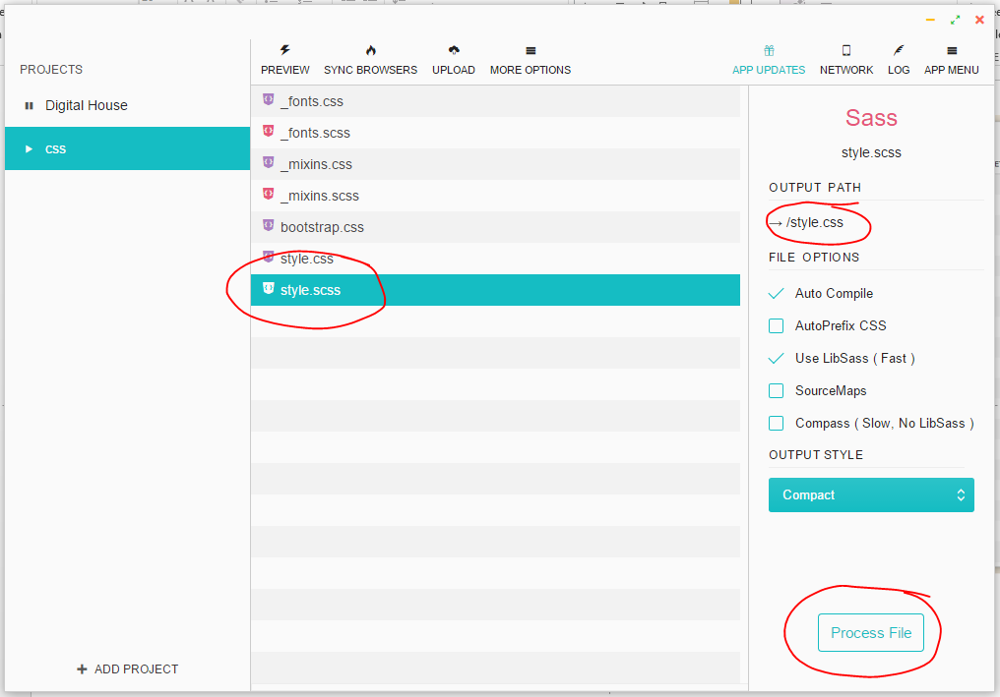 PROJECTS
Digital House
css
ADD PROJECT
PREVIEW SYNC BROWSERS UPLOAD MORE OPTIONS
APP UPDATES NETWORK LOG APP MENU
_fonts.css
_fonts.scss
_mixins.css
_mixins.scss
bootstrap.css
style.css
style.scss
Sass
style.scss
OUTPUT PATH
→ /style.css
FILE OPTIONS
Auto Compile
AutoPrefix CSS
Use LibSass ( Fast )
SourceMaps
Compass ( Slow, No LibSass )
OUTPUT STYLE
Compact
Process File